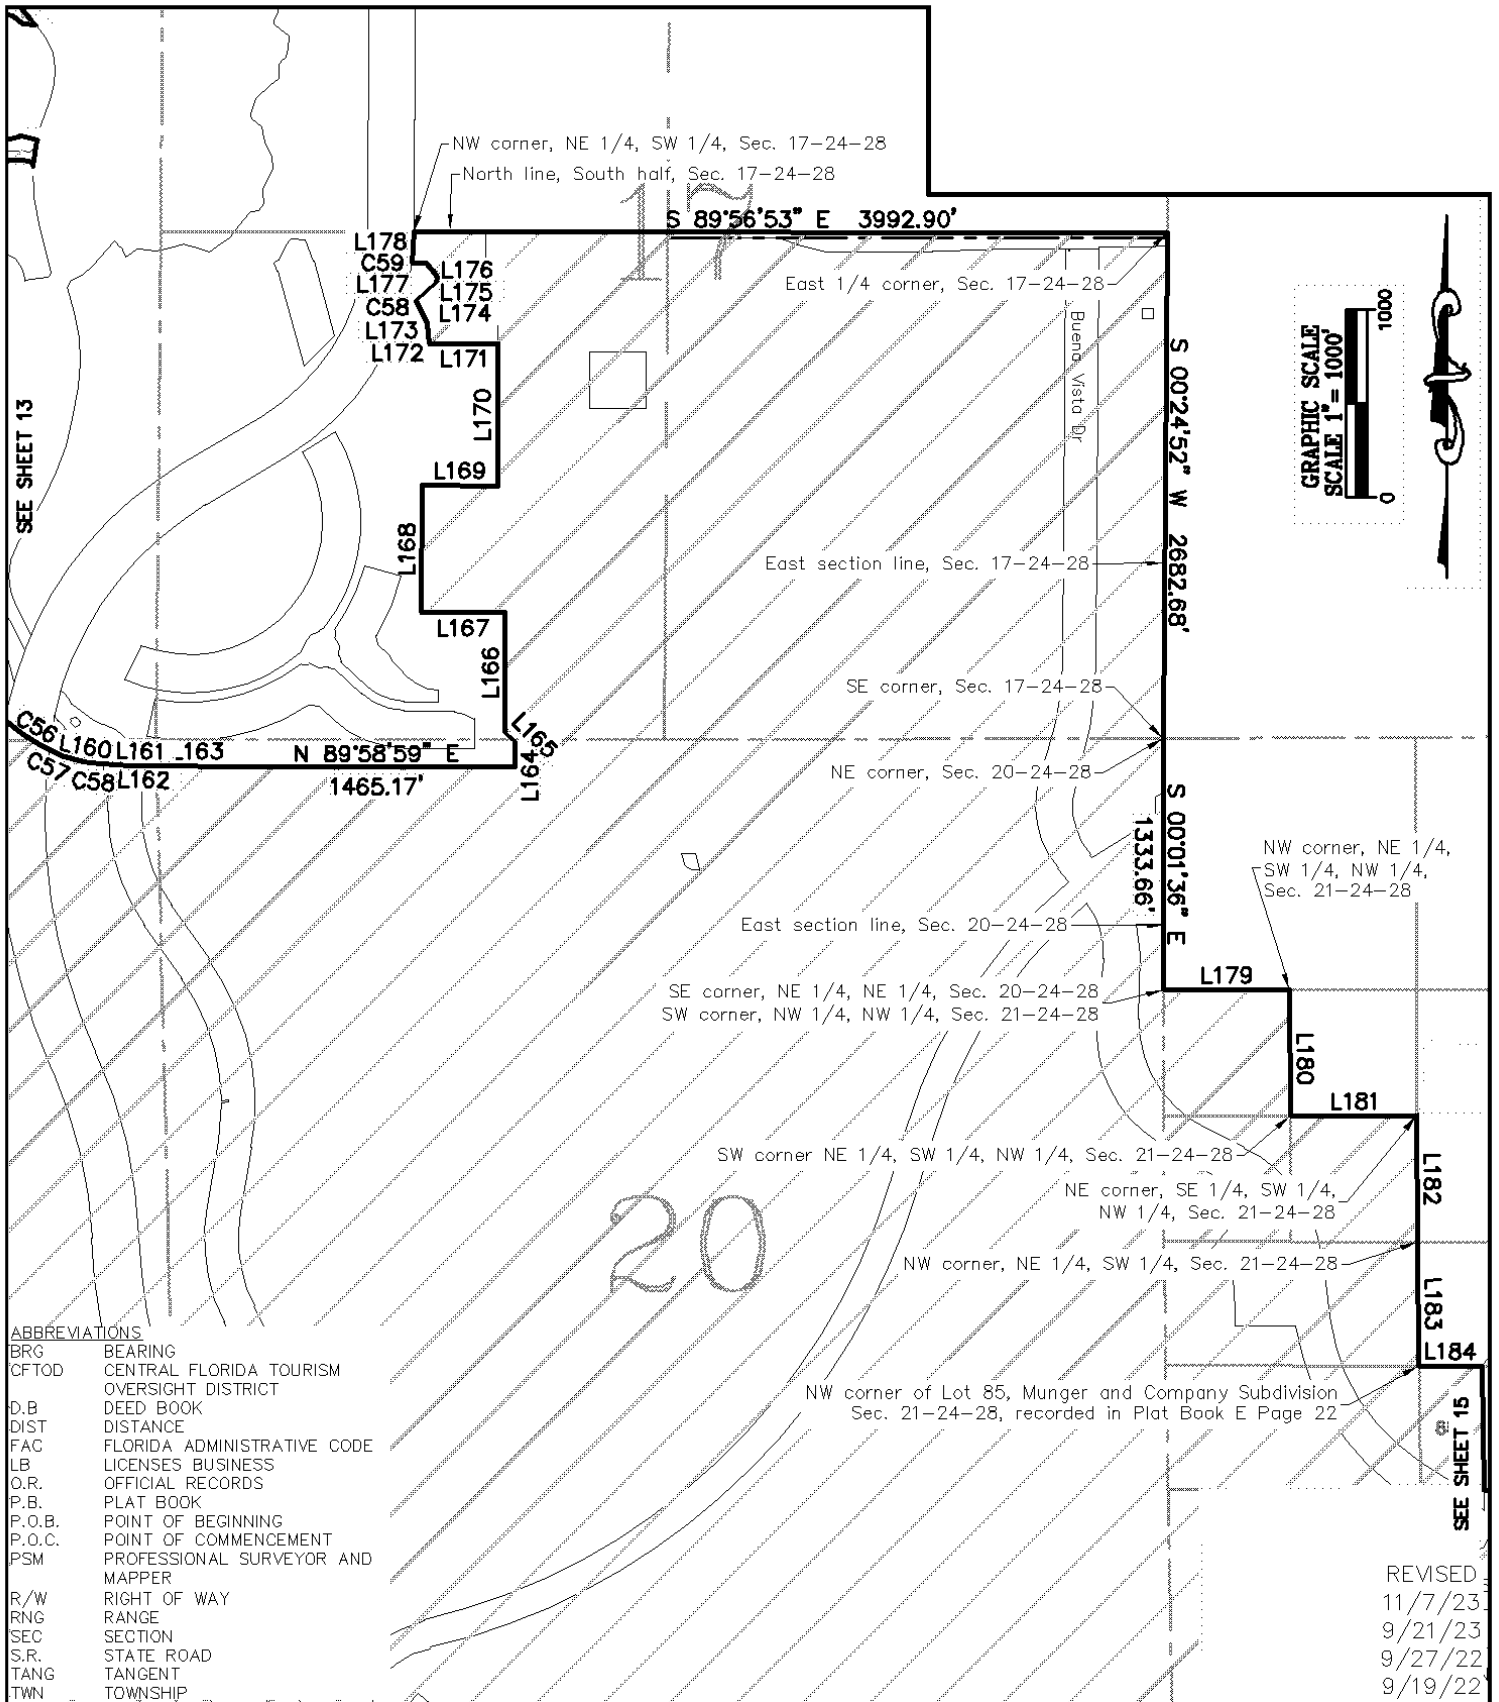 NW corner, NE 1/4, SW 1/4, Sec. 17-24-28
North line, South half, Sec. 17-24-28
17
S 89°56'53" E 3992.90'
L178
C59
L177
C58
L173
L172
L176
L175
L174
L171
L170
L169
L168
L167
L166
L165
L164
East 1/4 corner, Sec. 17-24-28
Buena Vista Dr
S 00°24'52" W 2682.68'
GRAPHIC SCALE
SCALE 1" = 1000'
0
1000
SEE SHEET 13
East section line, Sec. 17-24-28
SE corner, Sec. 17-24-28
NE corner, Sec. 20-24-28
C56 L160 L161 163
N 89°58'59" E
1465.17'
C57 C58 L162
S 00°01'36" E
1333.66'
NW corner, NE 1/4,
SW 1/4, NW 1/4,
Sec. 21-24-28
East section line, Sec. 20-24-28
L179
SE corner, NE 1/4, NE 1/4, Sec. 20-24-28
SW corner, NW 1/4, NW 1/4, Sec. 21-24-28
L180
L181
SW corner NE 1/4, SW 1/4, NW 1/4, Sec. 21-24-28
L182
NE corner, SE 1/4, SW 1/4,
NW 1/4, Sec. 21-24-28
20
NW corner, NE 1/4, SW 1/4, Sec. 21-24-28
L183
L184
NW corner of Lot 85, Munger and Company Subdivision
Sec. 21-24-28, recorded in Plat Book E Page 22
SEE SHEET 15
ABBREVIATIONS
BRG BEARING
CFTOD CENTRAL FLORIDA TOURISM
OVERSIGHT DISTRICT
D.B DEED BOOK
DIST DISTANCE
FAC FLORIDA ADMINISTRATIVE CODE
LB LICENSES BUSINESS
O.R. OFFICIAL RECORDS
P.B. PLAT BOOK
P.O.B. POINT OF BEGINNING
P.O.C. POINT OF COMMENCEMENT
PSM PROFESSIONAL SURVEYOR AND
MAPPER
R/W RIGHT OF WAY
RNG RANGE
SEC SECTION
S.R. STATE ROAD
TANG TANGENT
TWN TOWNSHIP
REVISED
11/7/23
9/21/23
9/27/22
9/19/22